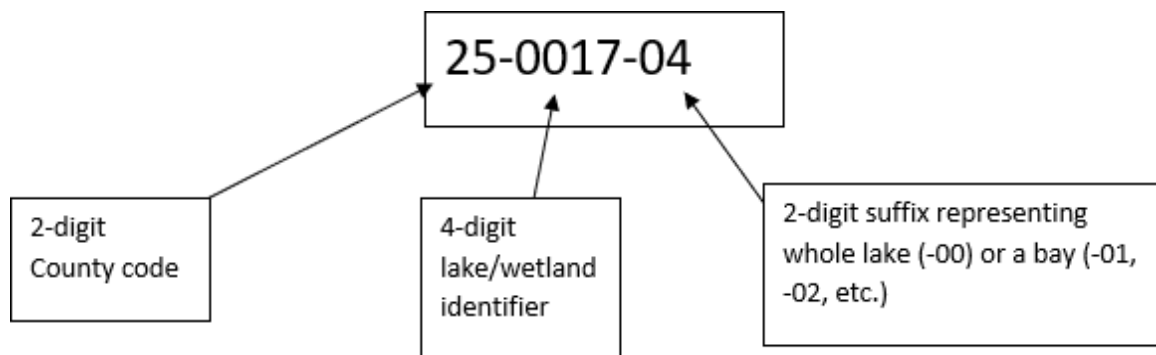 25-0017-04
2-digit
County code
4-digit
lake/wetland
identifier
2-digit suffix representing
whole lake (-00) or a bay (-01,
-02, etc.)